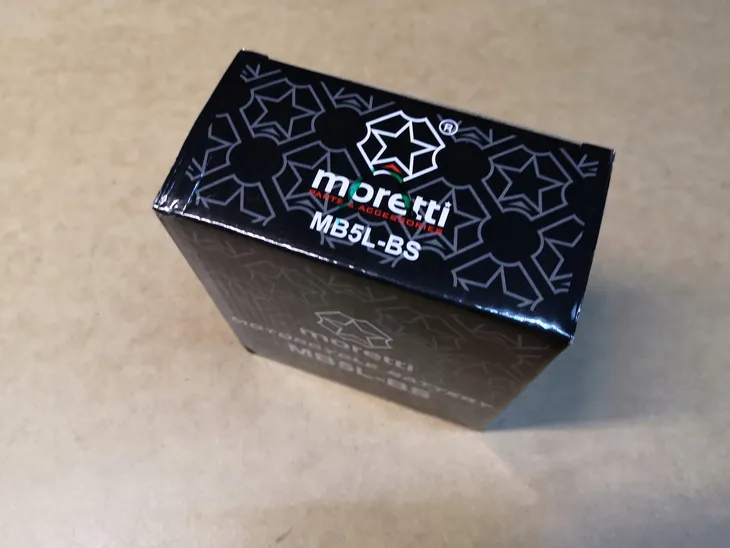 ®
moretti
PARTS & ACCESSORIES
MB5L-BS
moretti
MOTORCYCLE BATTERY
MB5L-BS